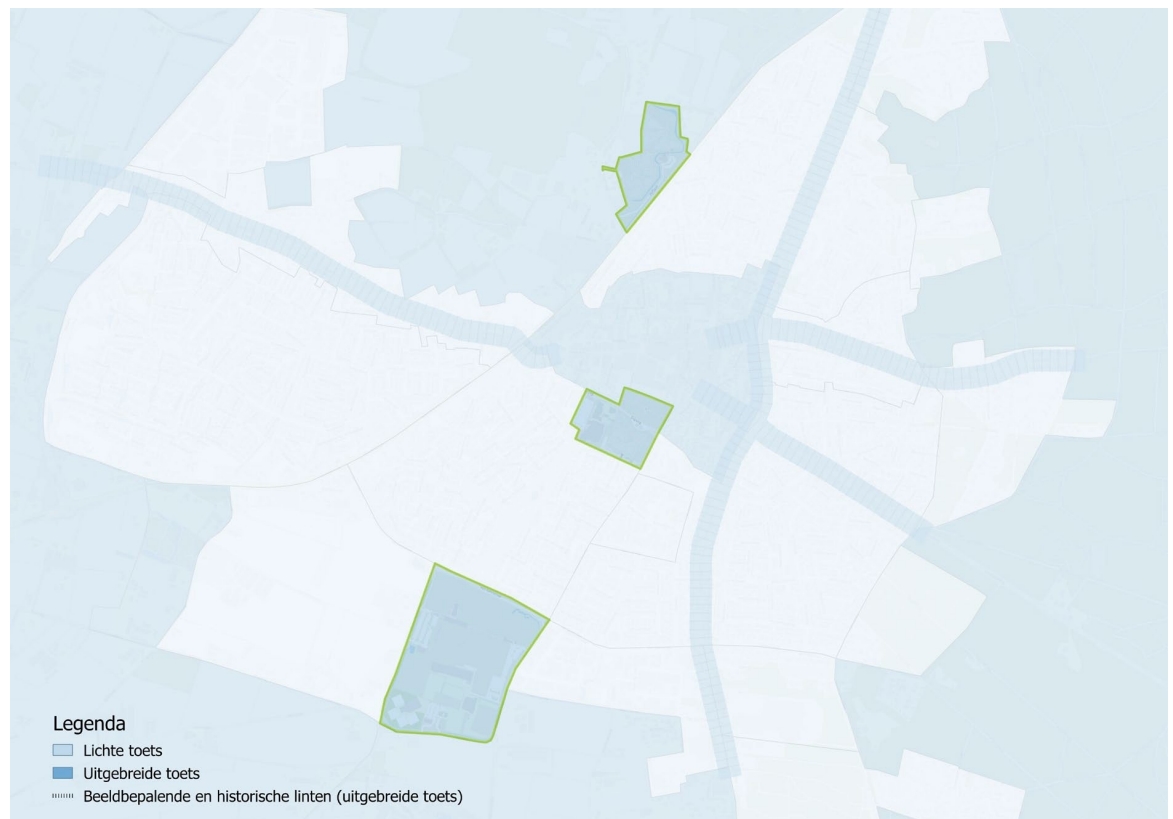 Legenda
Lichte toets
Uitgebreide toets
Beeldbepalende en historische linten (uitgebreide toets)